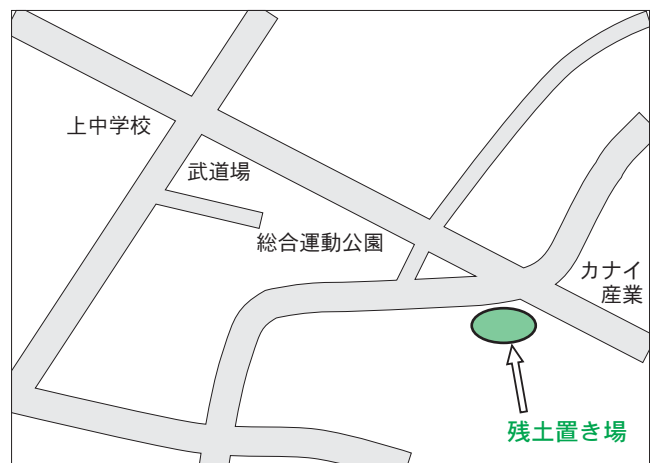 上中学校
武道場
総合運動公園
カナイ
産業
残土置き場